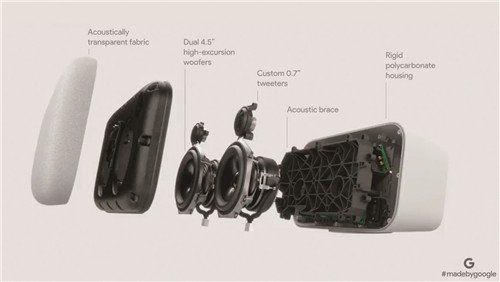 Acoustically
transparent fabric
Dual 4.5"
high-excursion
woofers
Custom 0.7"
tweeters
Acoustic brace
Rigid
polycarbonate
housing
G
#madebygoogle